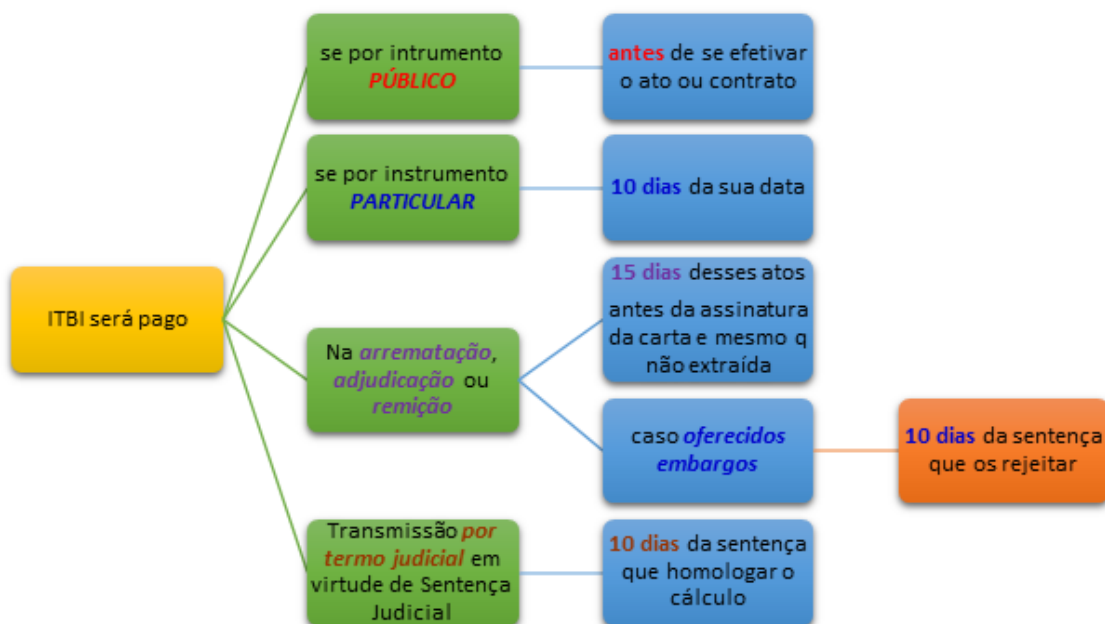 se por intrumento
PÚBLICO
antes de se efetivar
o ato ou contrato
se por instrumento
PARTICULAR
10 dias da sua data
ITBI será pago
Na arrematação,
adjudicação ou
remição
15 dias desses atos
antes da assinatura
da carta e mesmo q
não extraída
caso oferecidos
embargos
10 dias da sentença
que os rejeitar
Transmissão por
termo judicial em
virtude de Sentença
Judicial
10 dias da sentença
que homologar o
cálculo